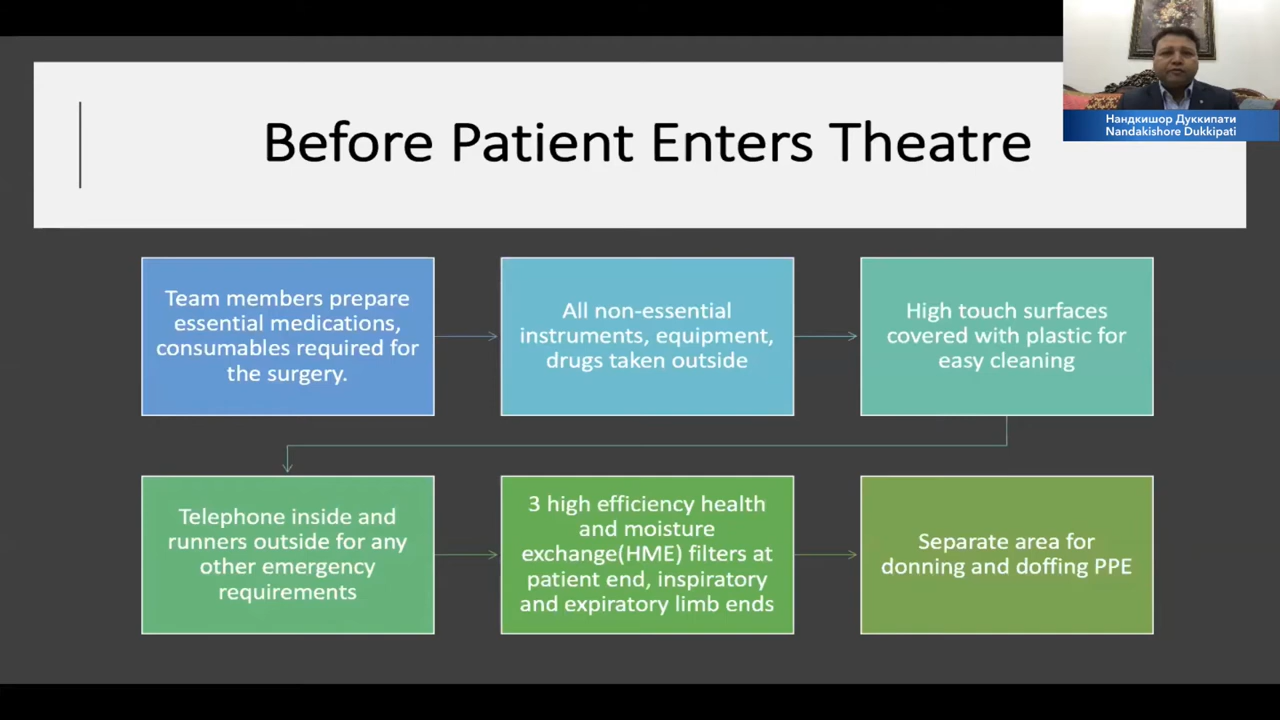 Before Patient Enters Theatre
Нандкишор Дуккипати
Nandakishore Dukkipati
Team members prepare
essential medications,
consumables required for
the surgery.
All non-essential
instruments, equipment,
drugs taken outside
High touch surfaces
covered with plastic for
easy cleaning
Telephone inside and
runners outside for any
other emergency
requirements
3 high efficiency health
and moisture
exchange(HME) filters at
patient end, inspiratory
and expiratory limb ends
Separate area for
donning and doffing PPE